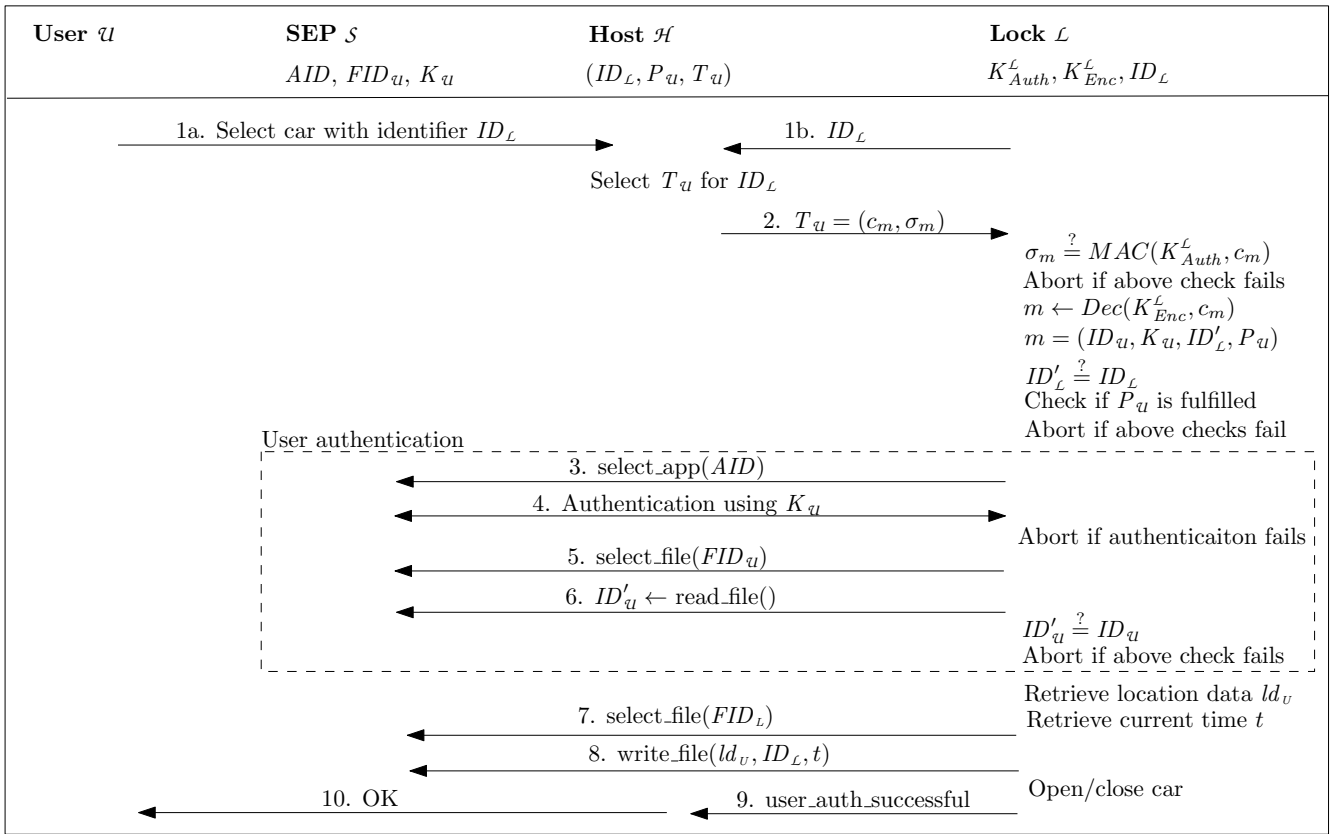 User 𝒰 SEP 𝒮 Host ℋ Lock ℒ
AID, FID_𝒰, K_𝒰 (ID_ℒ, P_𝒰, T_𝒰) K^ℒ_Auth, K^ℒ_Enc, ID_ℒ
1a. Select car with identifier ID_ℒ 1b. ID_ℒ
Select T_𝒰 for ID_ℒ
2. T_𝒰 = (c_m, σ_m)
σ_m ?= MAC(K^ℒ_Auth, c_m)
Abort if above check fails
m ← Dec(K^ℒ_Enc, c_m)
m = (ID_𝒰, K_𝒰, ID′_ℒ, P_𝒰)
ID′_ℒ ?= ID_ℒ
Check if P_𝒰 is fulfilled
Abort if above checks fail
User authentication
3. select_app(AID)
4. Authentication using K_𝒰
Abort if authenticaiton fails
5. select_file(FID_𝒰)
6. ID′_𝒰 ← read_file()
ID′_𝒰 ?= ID_𝒰
Abort if above check fails
Retrieve location data ld_U
7. select_file(FID_L) Retrieve current time t
8. write_file(ld_U, ID_ℒ, t)
Open/close car
10. OK 9. user_auth_successful